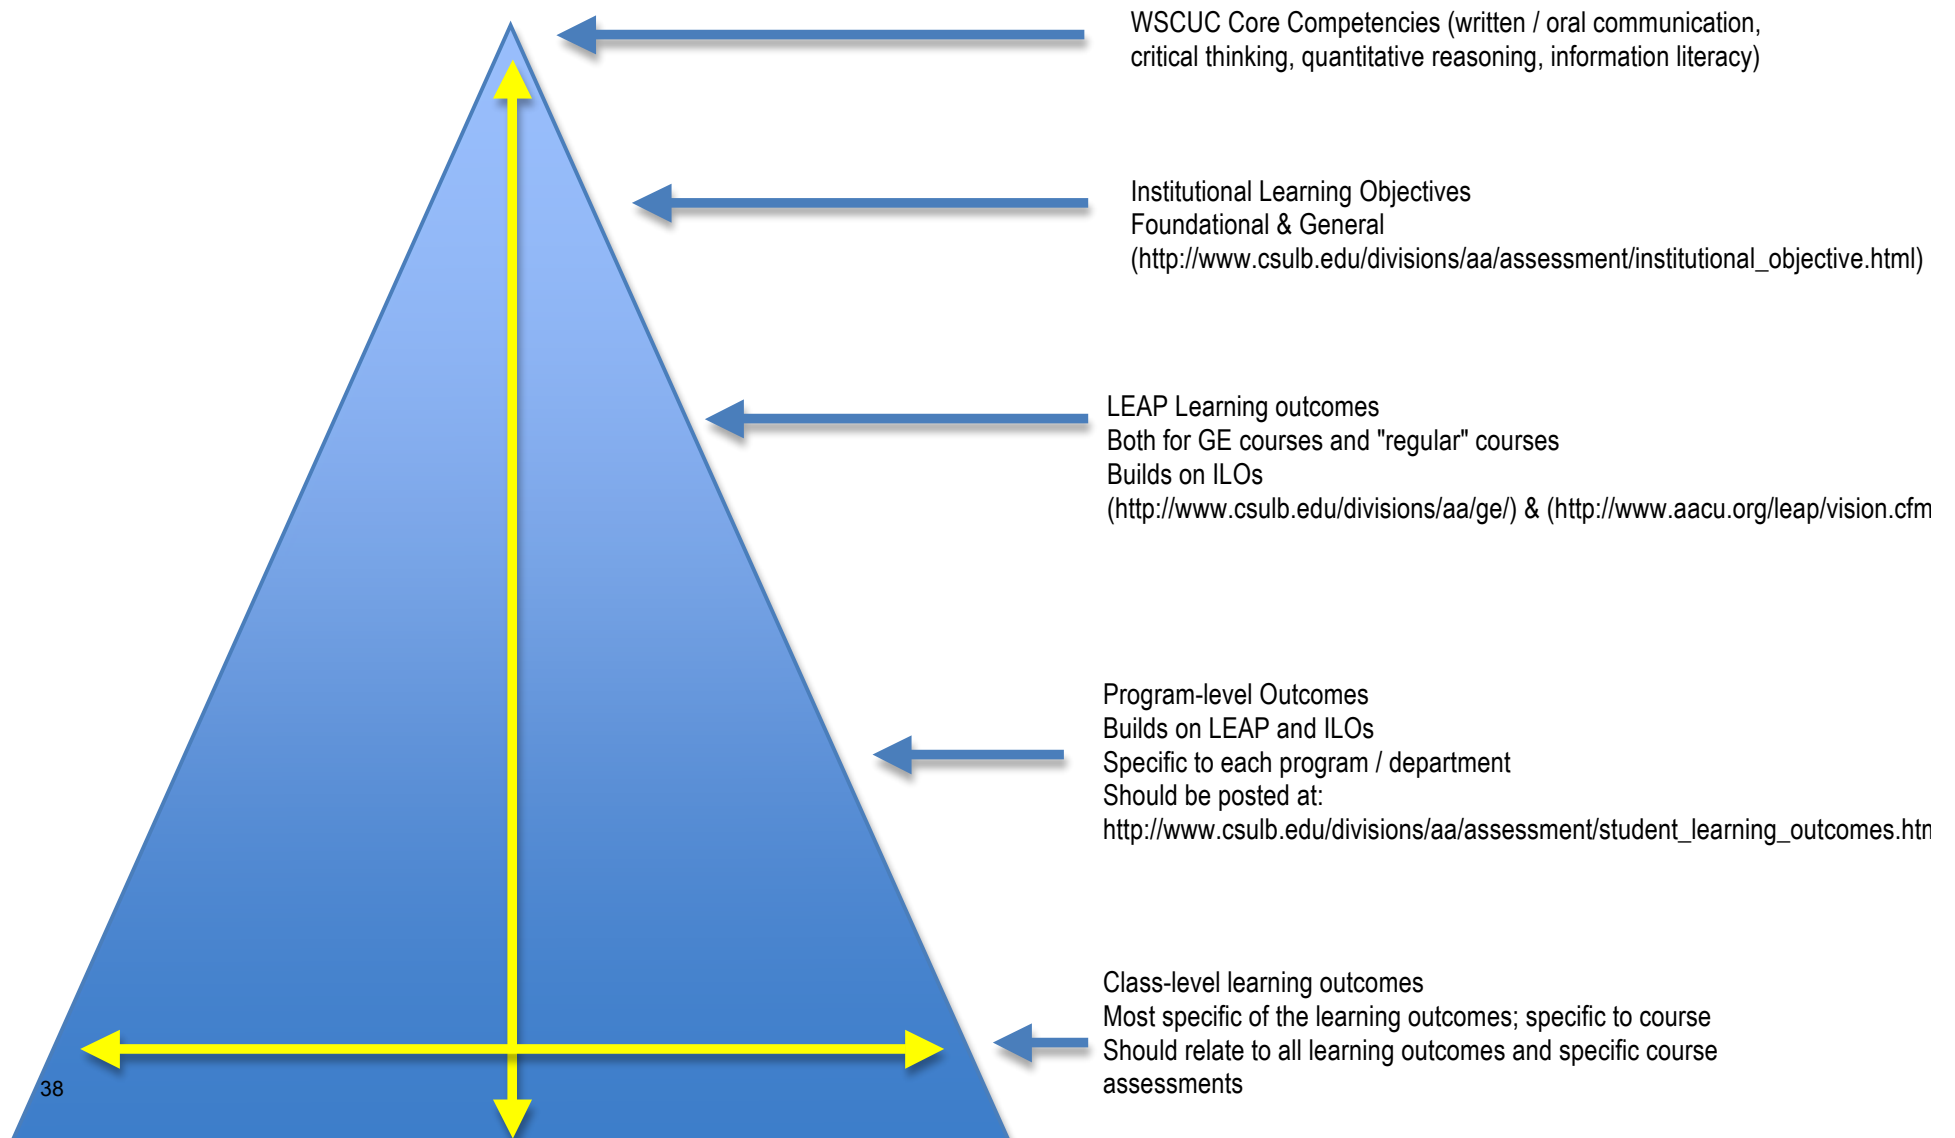 WSCUC Core Competencies (written / oral communication,
critical thinking, quantitative reasoning, information literacy)
Institutional Learning Objectives
Foundational & General
(http://www.csulb.edu/divisions/aa/assessment/institutional_objective.html)
LEAP Learning outcomes
Both for GE courses and "regular" courses
Builds on ILOs
(http://www.csulb.edu/divisions/aa/ge/) & (http://www.aacu.org/leap/vision.cfm
Program-level Outcomes
Builds on LEAP and ILOs
Specific to each program / department
Should be posted at:
http://www.csulb.edu/divisions/aa/assessment/student_learning_outcomes.htm
Class-level learning outcomes
Most specific of the learning outcomes; specific to course
Should relate to all learning outcomes and specific course
assessments
38